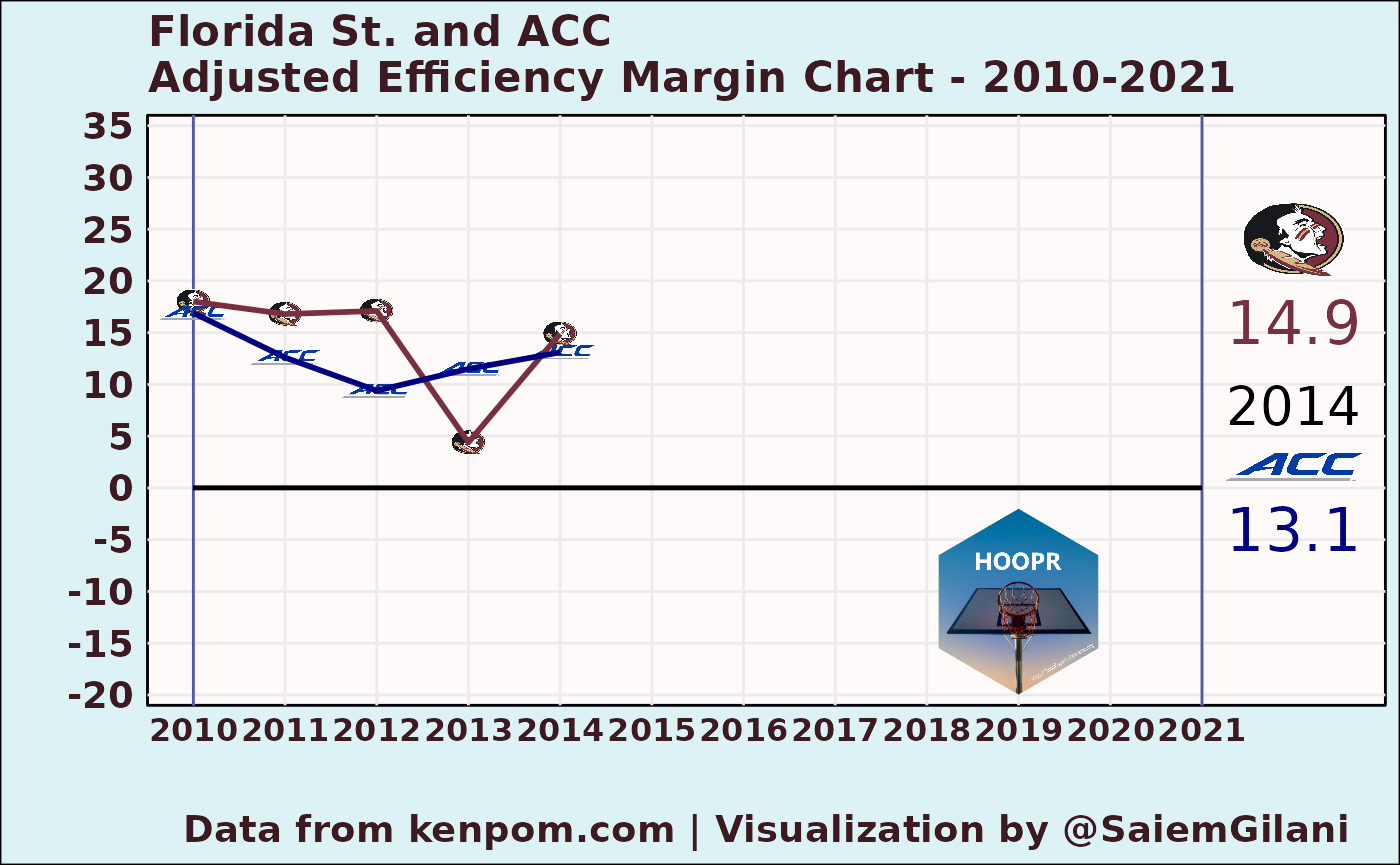 Florida St. and ACC
Adjusted Efficiency Margin Chart - 2010-2021
35
30
25
20
15
10
5
0
-5
-10
-15
-20
ACC
ACC
ACC
ACC
ACC
14.9
2014
ACC
13.1
HOOPR
2010 2011 2012 2013 2014 2015 2016 2017 2018 2019 2020 2021
Data from kenpom.com | Visualization by @SaiemGilani